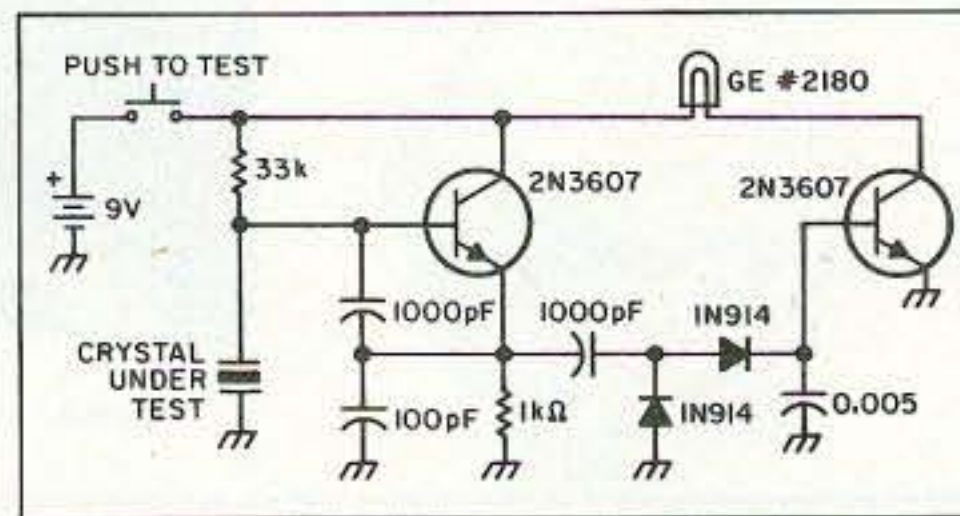 PUSH TO TEST
GE #2180
33k
2N3607
2N3607
+
9V
1000pF
1000pF
1N914
CRYSTAL
UNDER
TEST
100pF
1kΩ
1N914
0.005